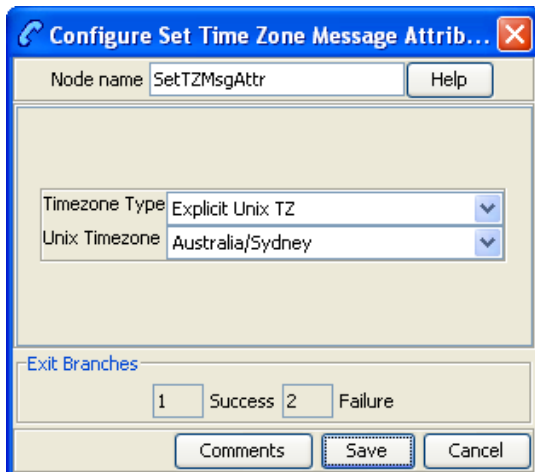 Configure Set Time Zone Message Attrib...
Node name SetTZMsgAttr Help
Timezone Type Explicit Unix TZ
Unix Timezone Australia/Sydney
Exit Branches
1 Success 2 Failure
Comments Save Cancel